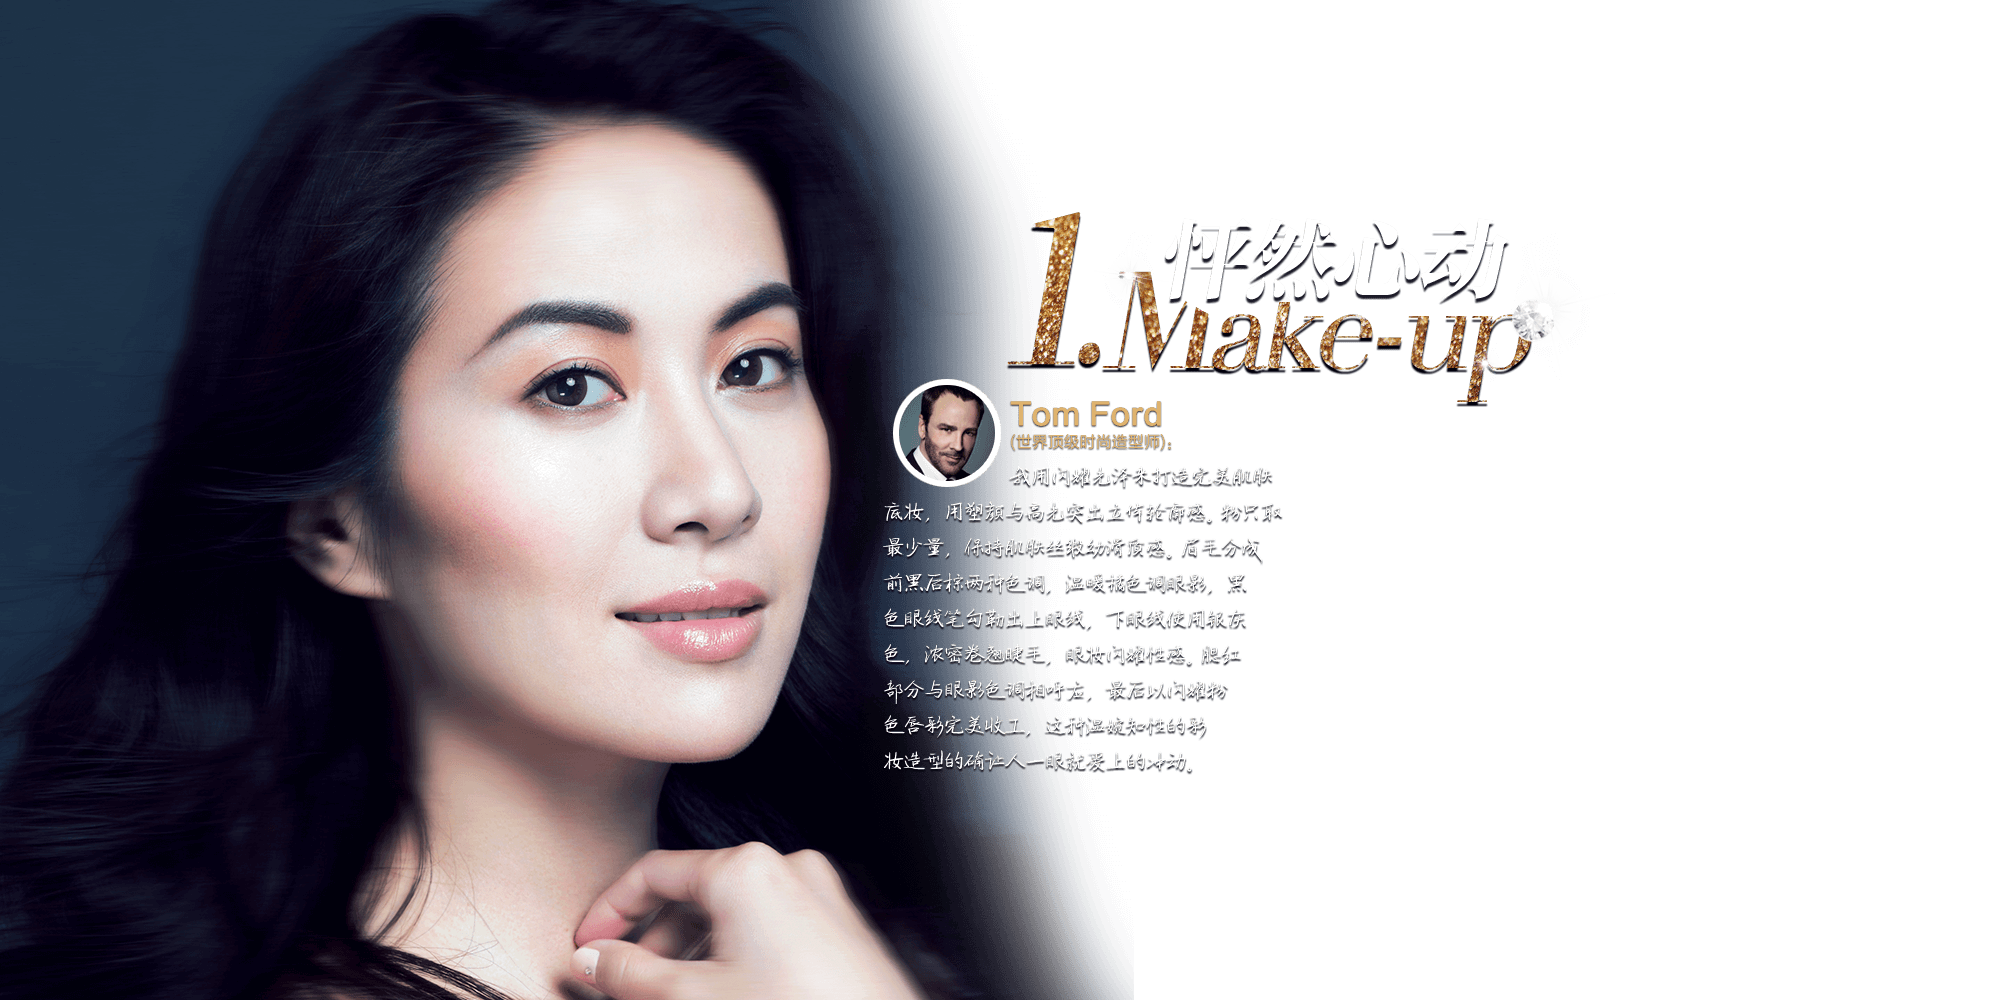 怦然心动
1.Make-up
Tom Ford
(世界顶级时尚造型师)：
我用闪耀光泽来打造完美肌肤
底妆，用塑颜与高光突出立体轮廓感。粉只取
最少量，保持肌肤丝缎幼滑质感。眉毛分成
前黑后棕两种色调，温暖橘色调眼影，黑
色眼线笔勾勒出上眼线，下眼线使用银灰
色，浓密卷翘睫毛，眼妆闪耀性感。腮红
部分与眼影色调相呼应，最后以闪耀粉
色唇彩完美收工，这种温婉知性的彩
妆造型的确让人一眼就爱上的冲动。